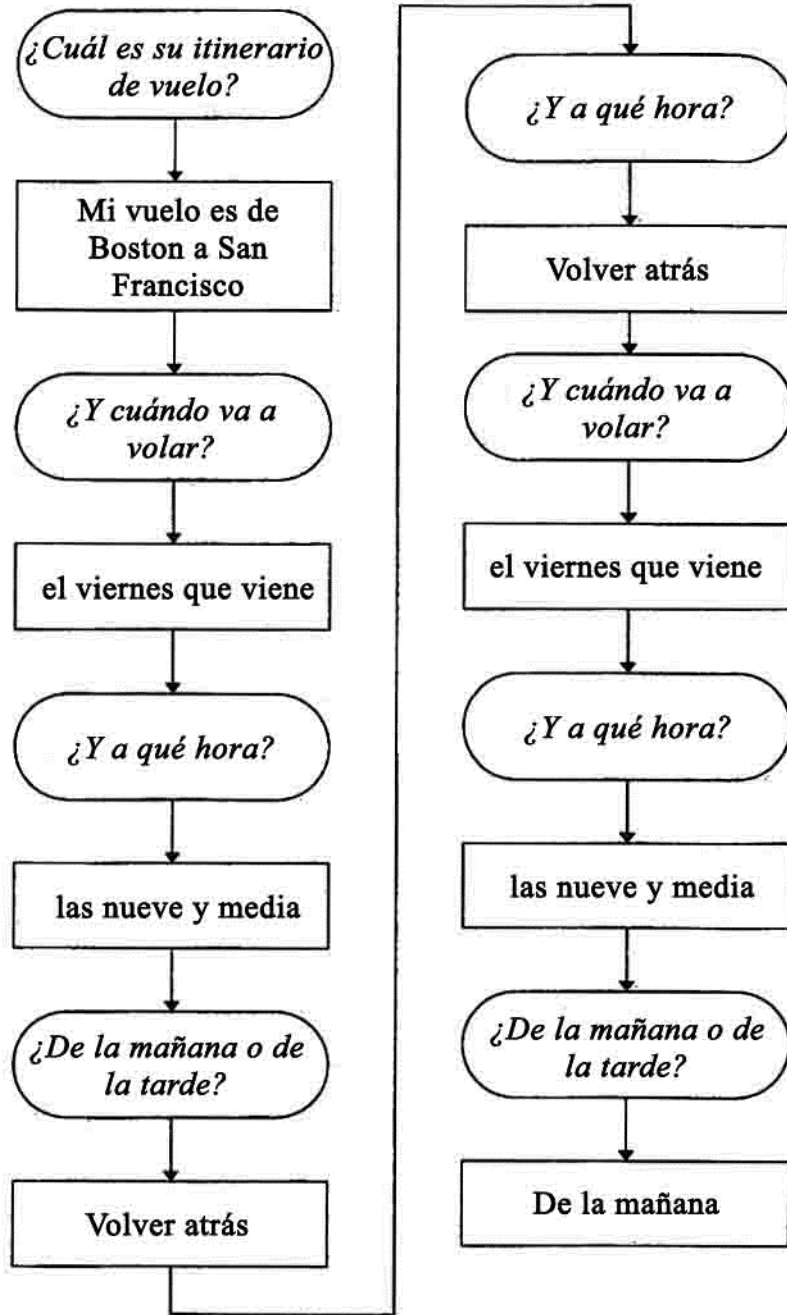 ¿Cuál es su itinerario
de vuelo?
Mi vuelo es de
Boston a San
Francisco
¿Y cuándo va a
volar?
el viernes que viene
¿Y a qué hora?
las nueve y media
¿De la mañana o de
la tarde?
Volver atrás
¿Y a qué hora?
Volver atrás
¿Y cuándo va a
volar?
el viernes que viene
¿Y a qué hora?
las nueve y media
¿De la mañana o de
la tarde?
De la mañana